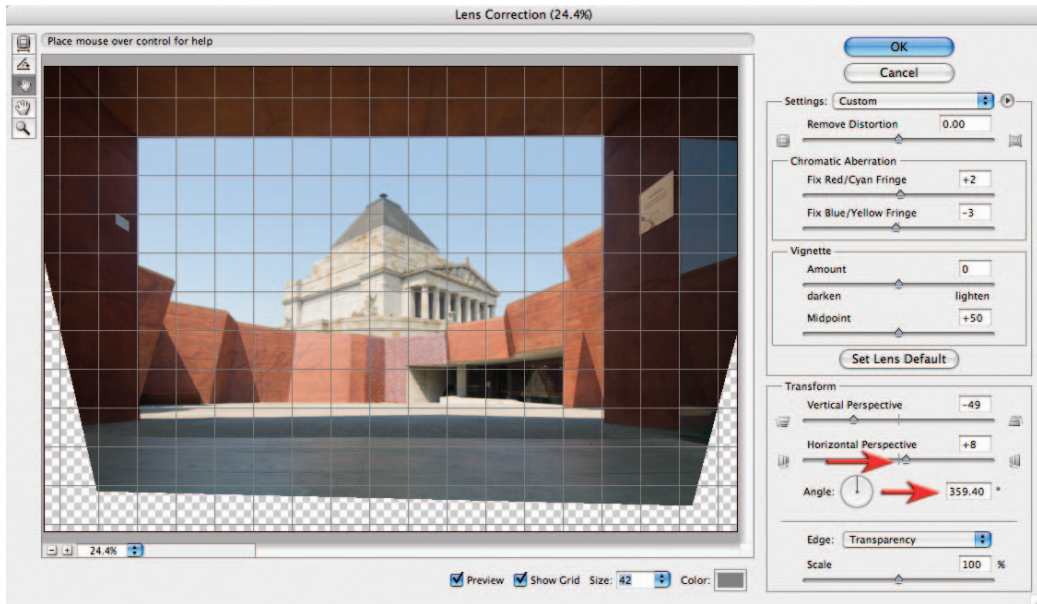 Lens Correction (24.4%)
Place mouse over control for help
OK
Cancel
Settings: Custom
Remove Distortion 0.00
Chromatic Aberration
Fix Red/Cyan Fringe +2
Fix Blue/Yellow Fringe -3
Vignette
Amount 0
darken lighten
Midpoint +50
Set Lens Default
Transform
Vertical Perspective -49
Horizontal Perspective +8
Angle: 359.40 °
Edge: Transparency
Scale 100 %
24.4%
Preview Show Grid Size: 42 Color: